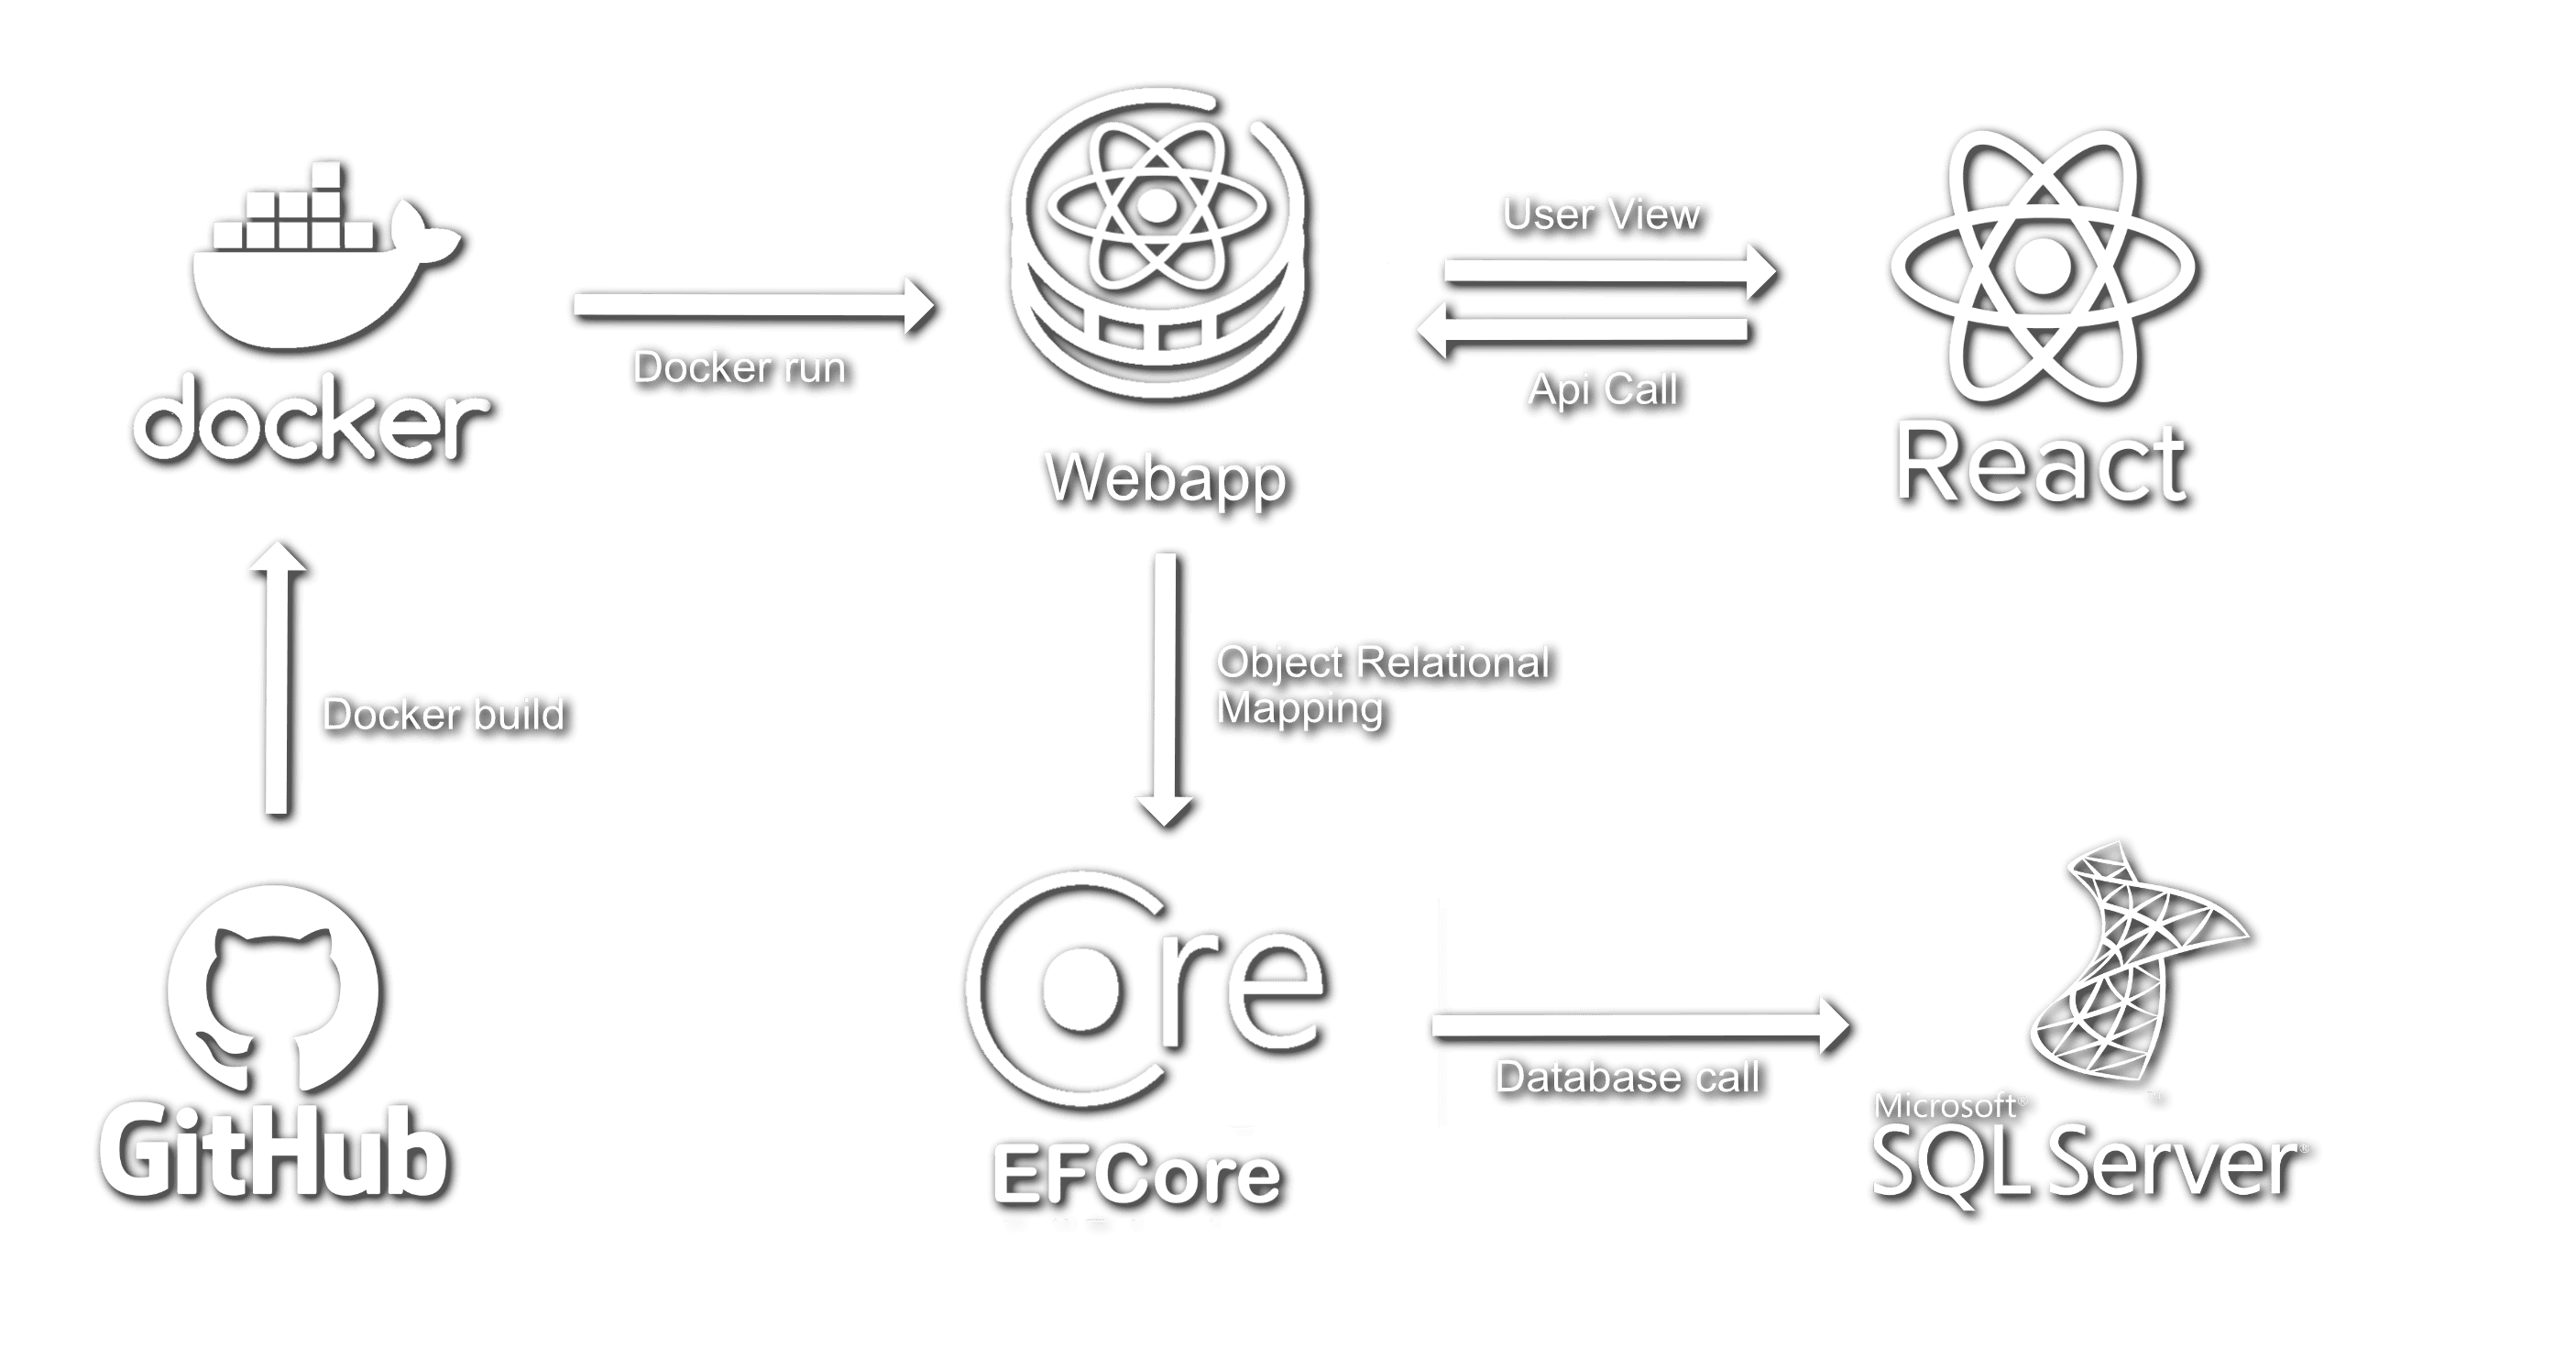 User View
docker
Docker run
Api Call
Webapp
React
Object Relational
Mapping
Docker build
Core
Database call
Microsoft®
SQL Server®
GitHub
EFCore